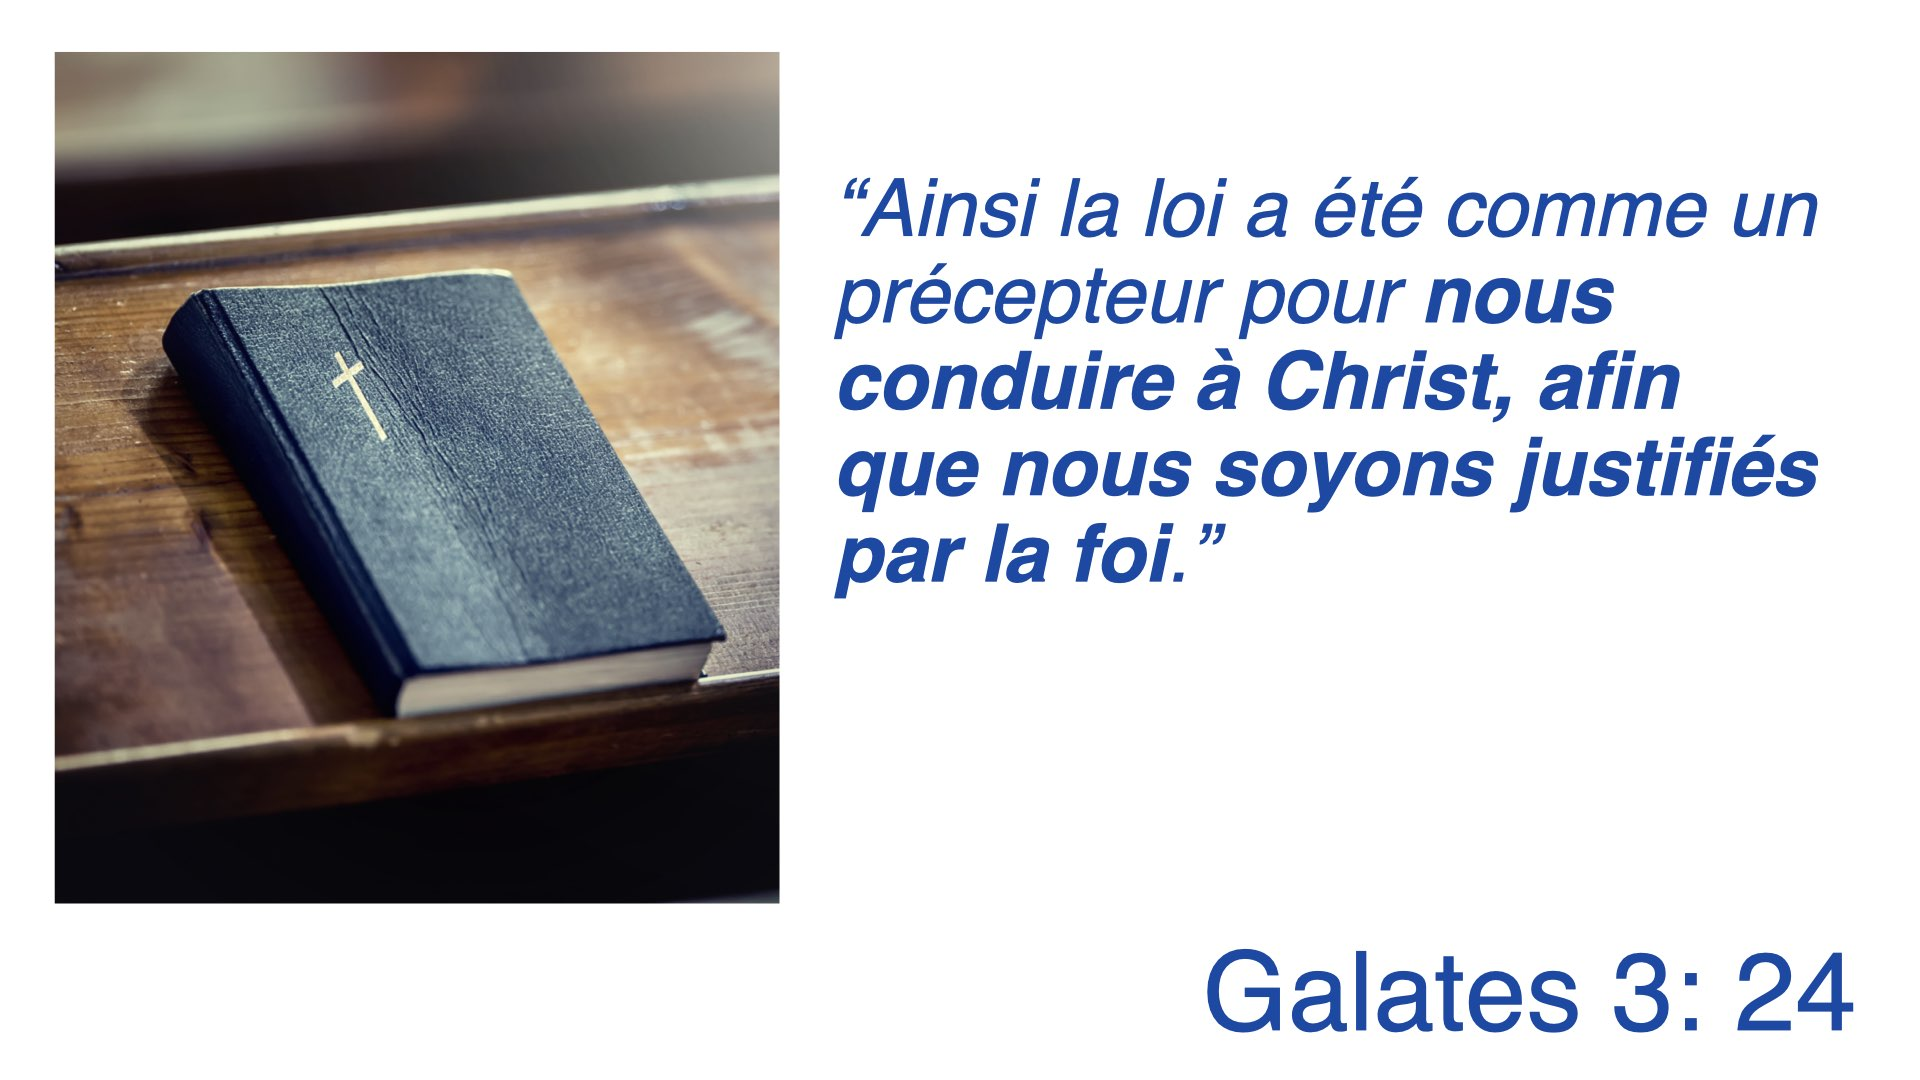 “Ainsi la loi a été comme un
précepteur pour nous
conduire à Christ, afin
que nous soyons justifiés
par la foi.”
Galates 3: 24